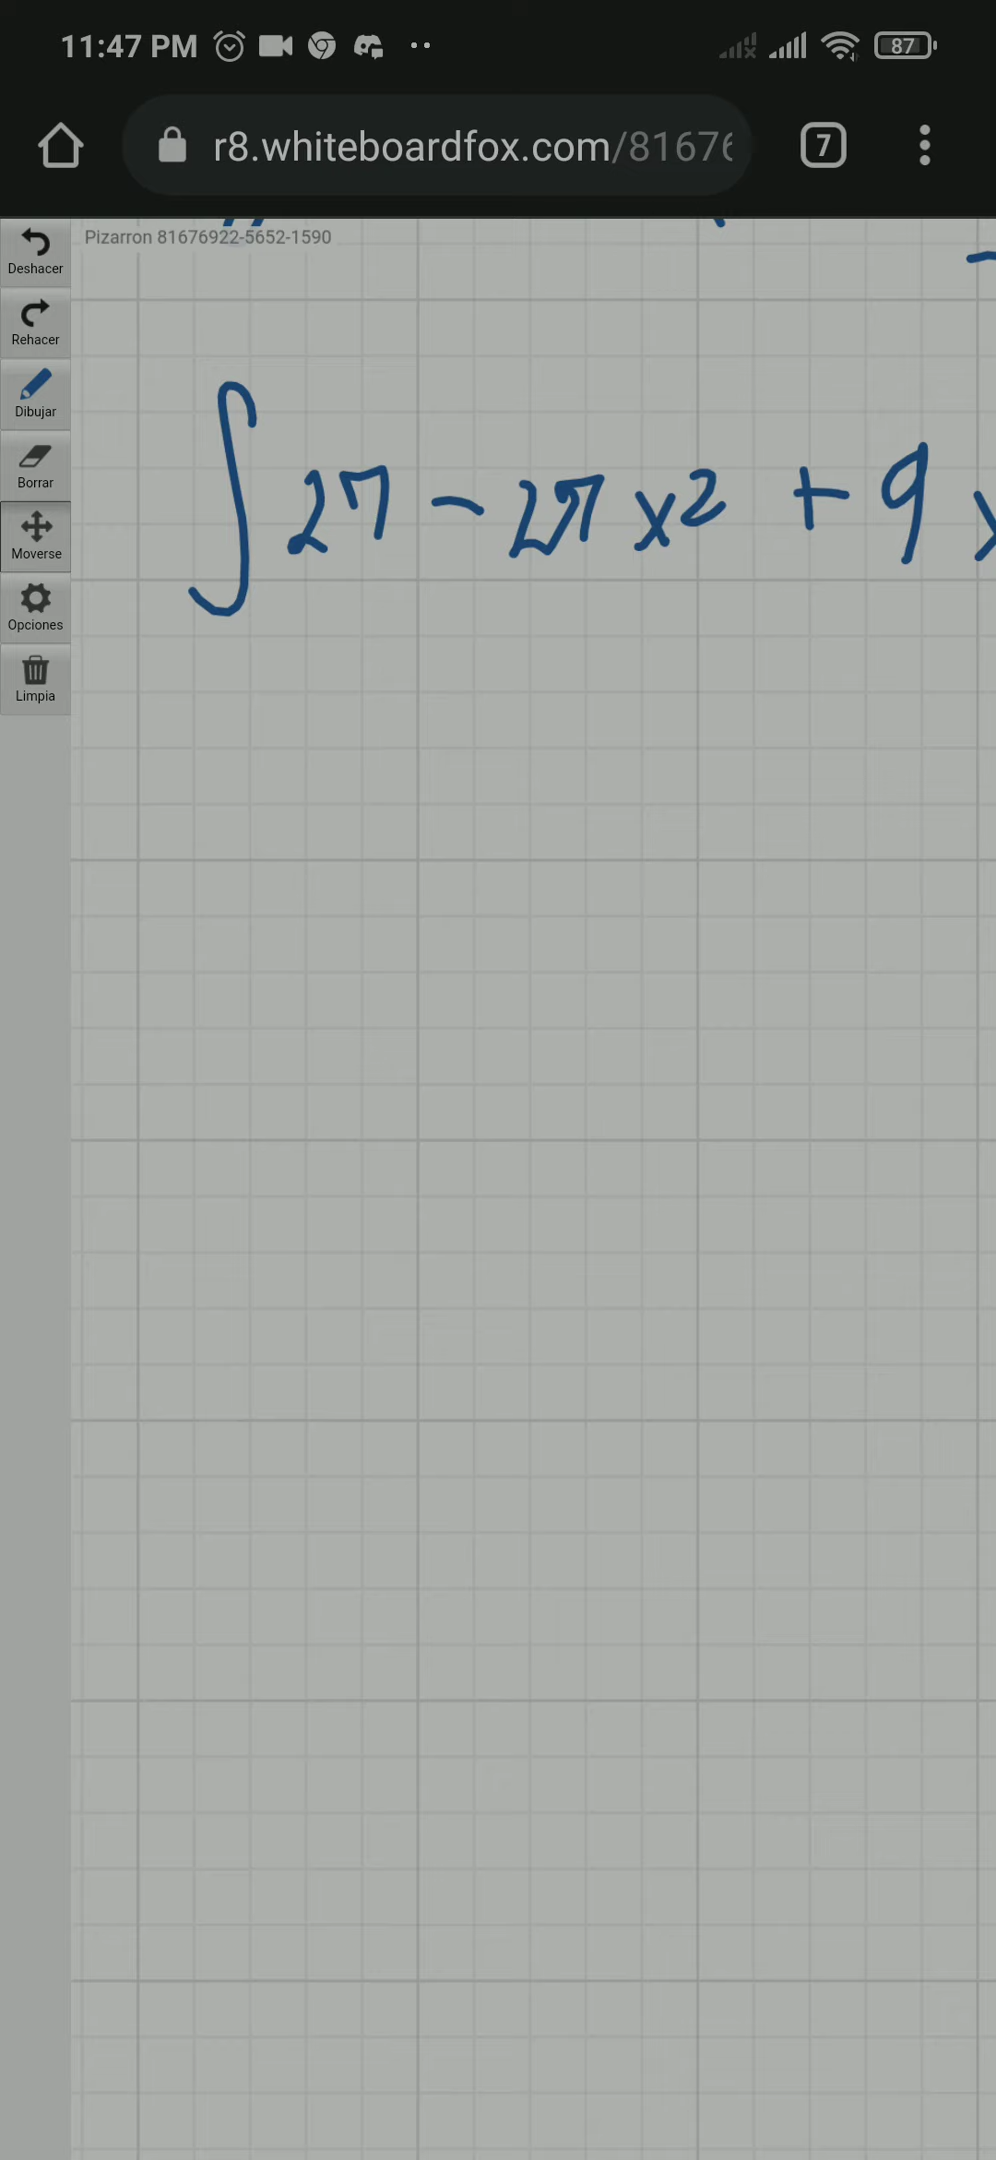 11:47 PM 87
r8.whiteboardfox.com/81676 7
Pizarron 81676922-5652-1590
Deshacer
Rehacer
Dibujar
Borrar
Moverse
Opciones
Limpia
∫ 27 - 27 x² + 9 x